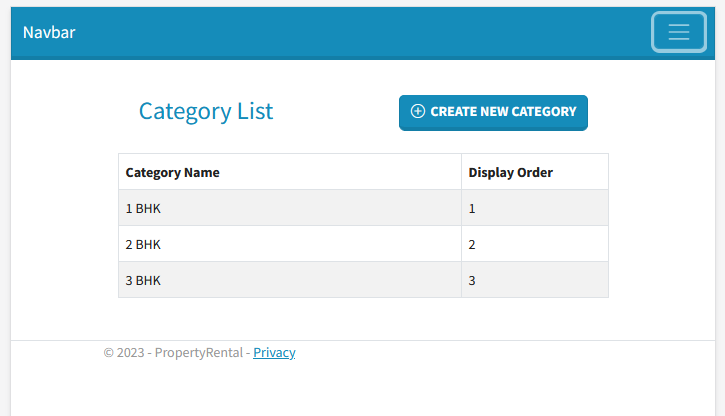 Navbar
Category List
CREATE NEW CATEGORY
Category Name Display Order
1 BHK 1
2 BHK 2
3 BHK 3
© 2023 - PropertyRental - Privacy